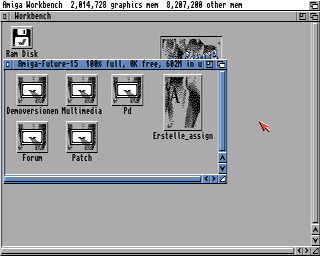 Amiga Workbench  2,014,728 graphics mem  8,207,200 other mem
Workbench
Ram Disk
Amiga-Future-15  100% full, 0K free, 602M in u
Demoversionen Multimedia Pd
Erstelle_assign
Forum Patch